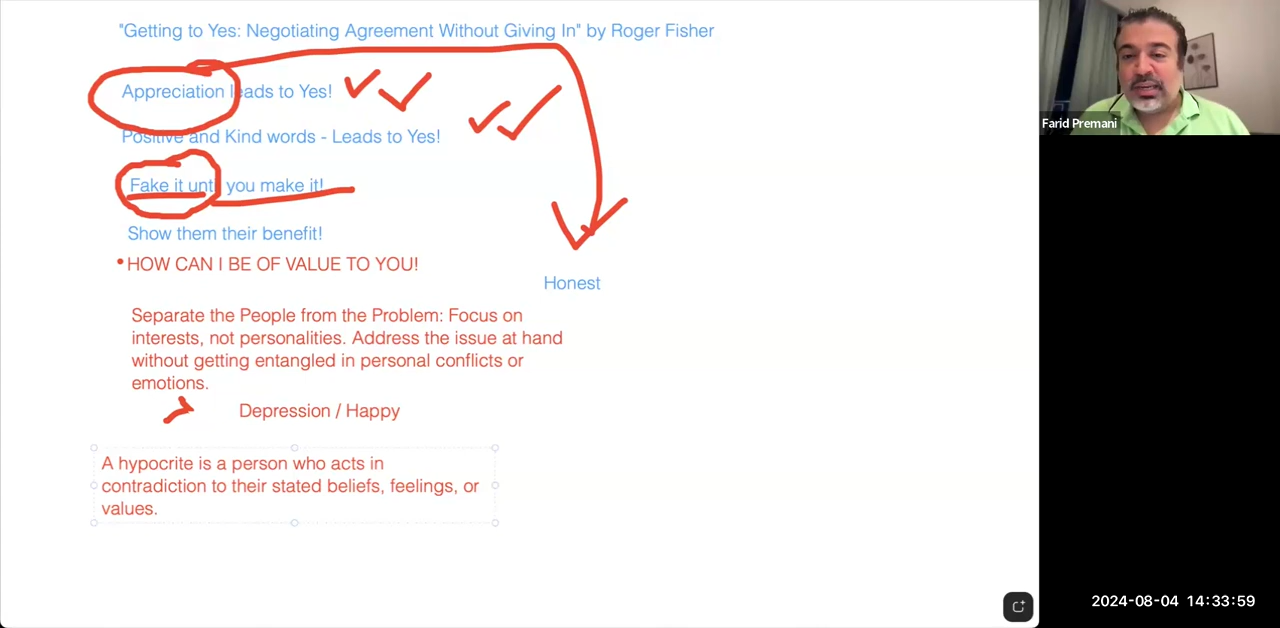 "Getting to Yes: Negotiating Agreement Without Giving In" by Roger Fisher
Appreciation leads to Yes!
Positive and Kind words - Leads to Yes!
Fake it until you make it!
Show them their benefit!
•HOW CAN I BE OF VALUE TO YOU!
Honest
Separate the People from the Problem: Focus on
interests, not personalities. Address the issue at hand
without getting entangled in personal conflicts or
emotions.
Depression / Happy
A hypocrite is a person who acts in
contradiction to their stated beliefs, feelings, or
values.
Farid Premani
2024-08-04 14:33:59